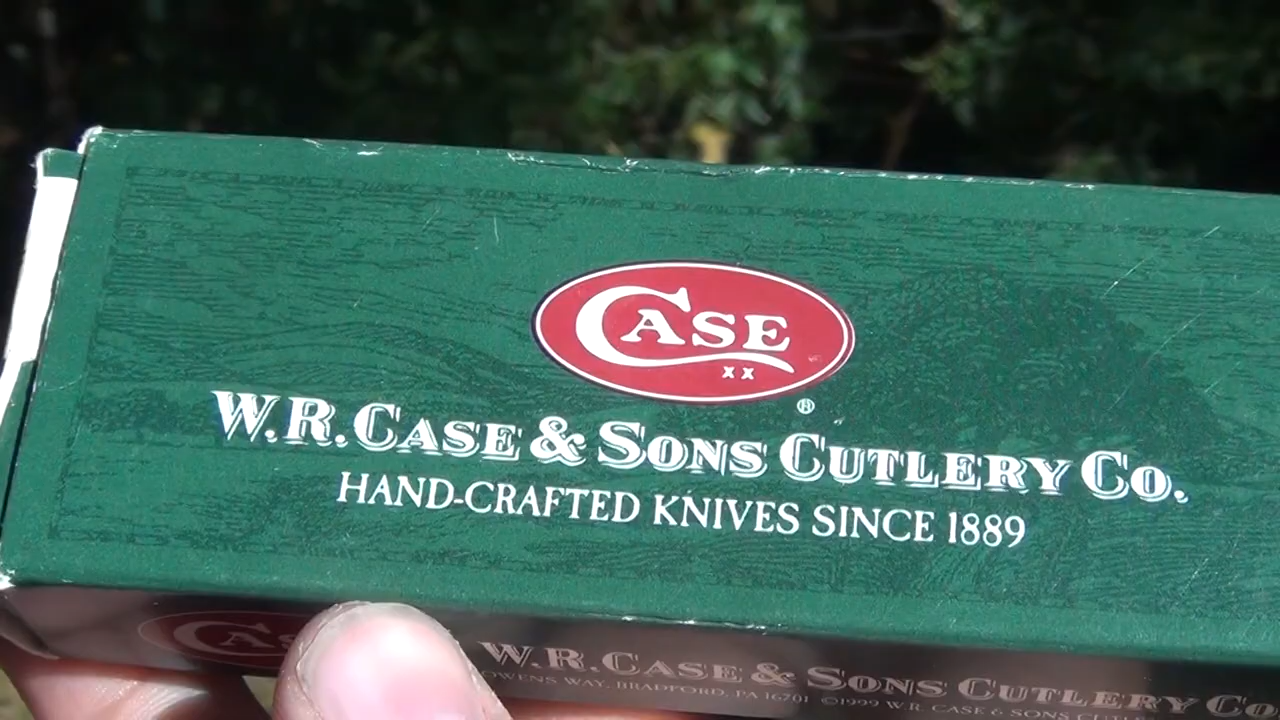 CASE
XX
®
W.R. CASE & SONS CUTLERY CO.
HAND-CRAFTED KNIVES SINCE 1889
CAS
W.R. CASE & SONS CUTLERY CO
OWENS WAY, BRADFORD, PA 16701 ©1999 W.R. CASE & SONS C